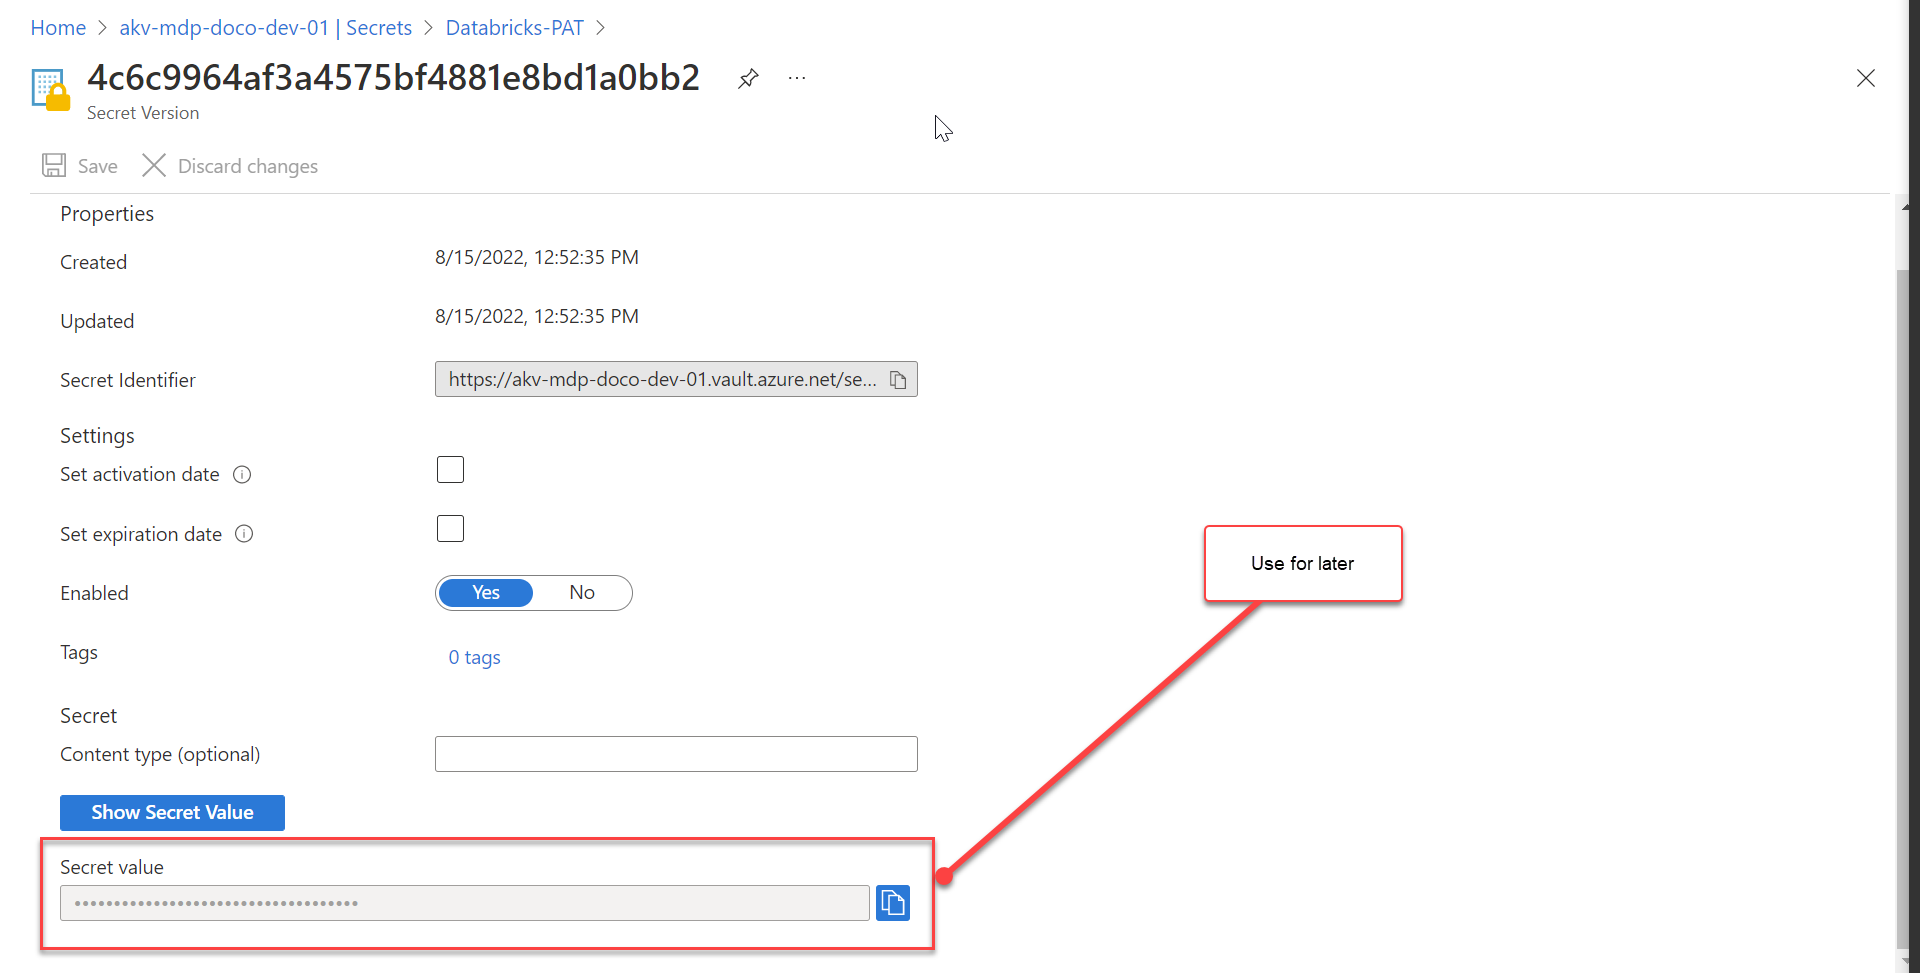 Home > akv-mdp-doco-dev-01 | Secrets > Databricks-PAT >
4c6c9964af3a4575bf4881e8bd1a0bb2 ...
Secret Version
Save Discard changes
Properties
Created 8/15/2022, 12:52:35 PM
Updated 8/15/2022, 12:52:35 PM
Secret Identifier https://akv-mdp-doco-dev-01.vault.azure.net/se...
Settings
Set activation date
Set expiration date
Use for later
Enabled Yes No
Tags 0 tags
Secret
Content type (optional)
Show Secret Value
Secret value
••••••••••••••••••••••••••••••••••••